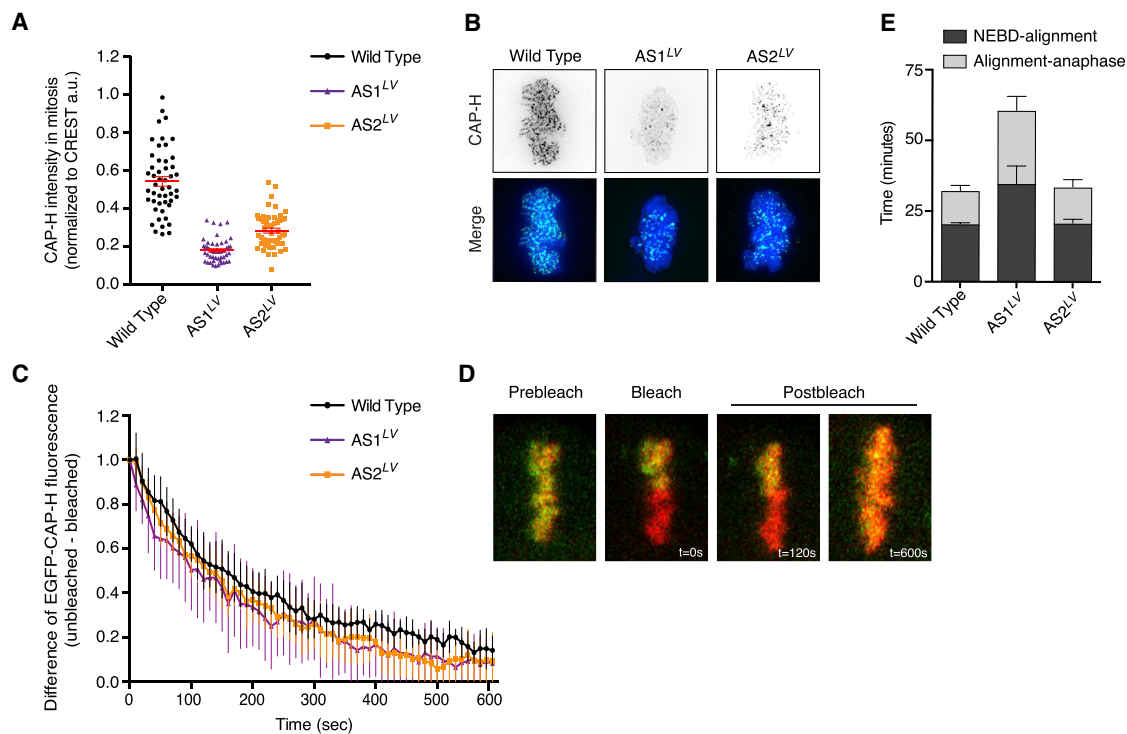 A
CAP-H intensity in mitosis
(normalized to CREST a.u.)
1.2
1.0
0.8
0.6
0.4
0.2
0.0
Wild Type
AS1LV
AS2LV
Wild Type
AS1LV
AS2LV
B
Wild Type
AS1LV
AS2LV
CAP-H
Merge
E
NEBD-alignment
Alignment-anaphase
Time (minutes)
75
50
25
0
Wild Type
AS1LV
AS2LV
C
Difference of EGFP-CAP-H fluorescence
(unbleached - bleached)
1.2
1.0
0.8
0.6
0.4
0.2
0.0
0 100 200 300 400 500 600
Time (sec)
Wild Type
AS1LV
AS2LV
D
Prebleach
Bleach
Postbleach
t=0s
t=120s
t=600s